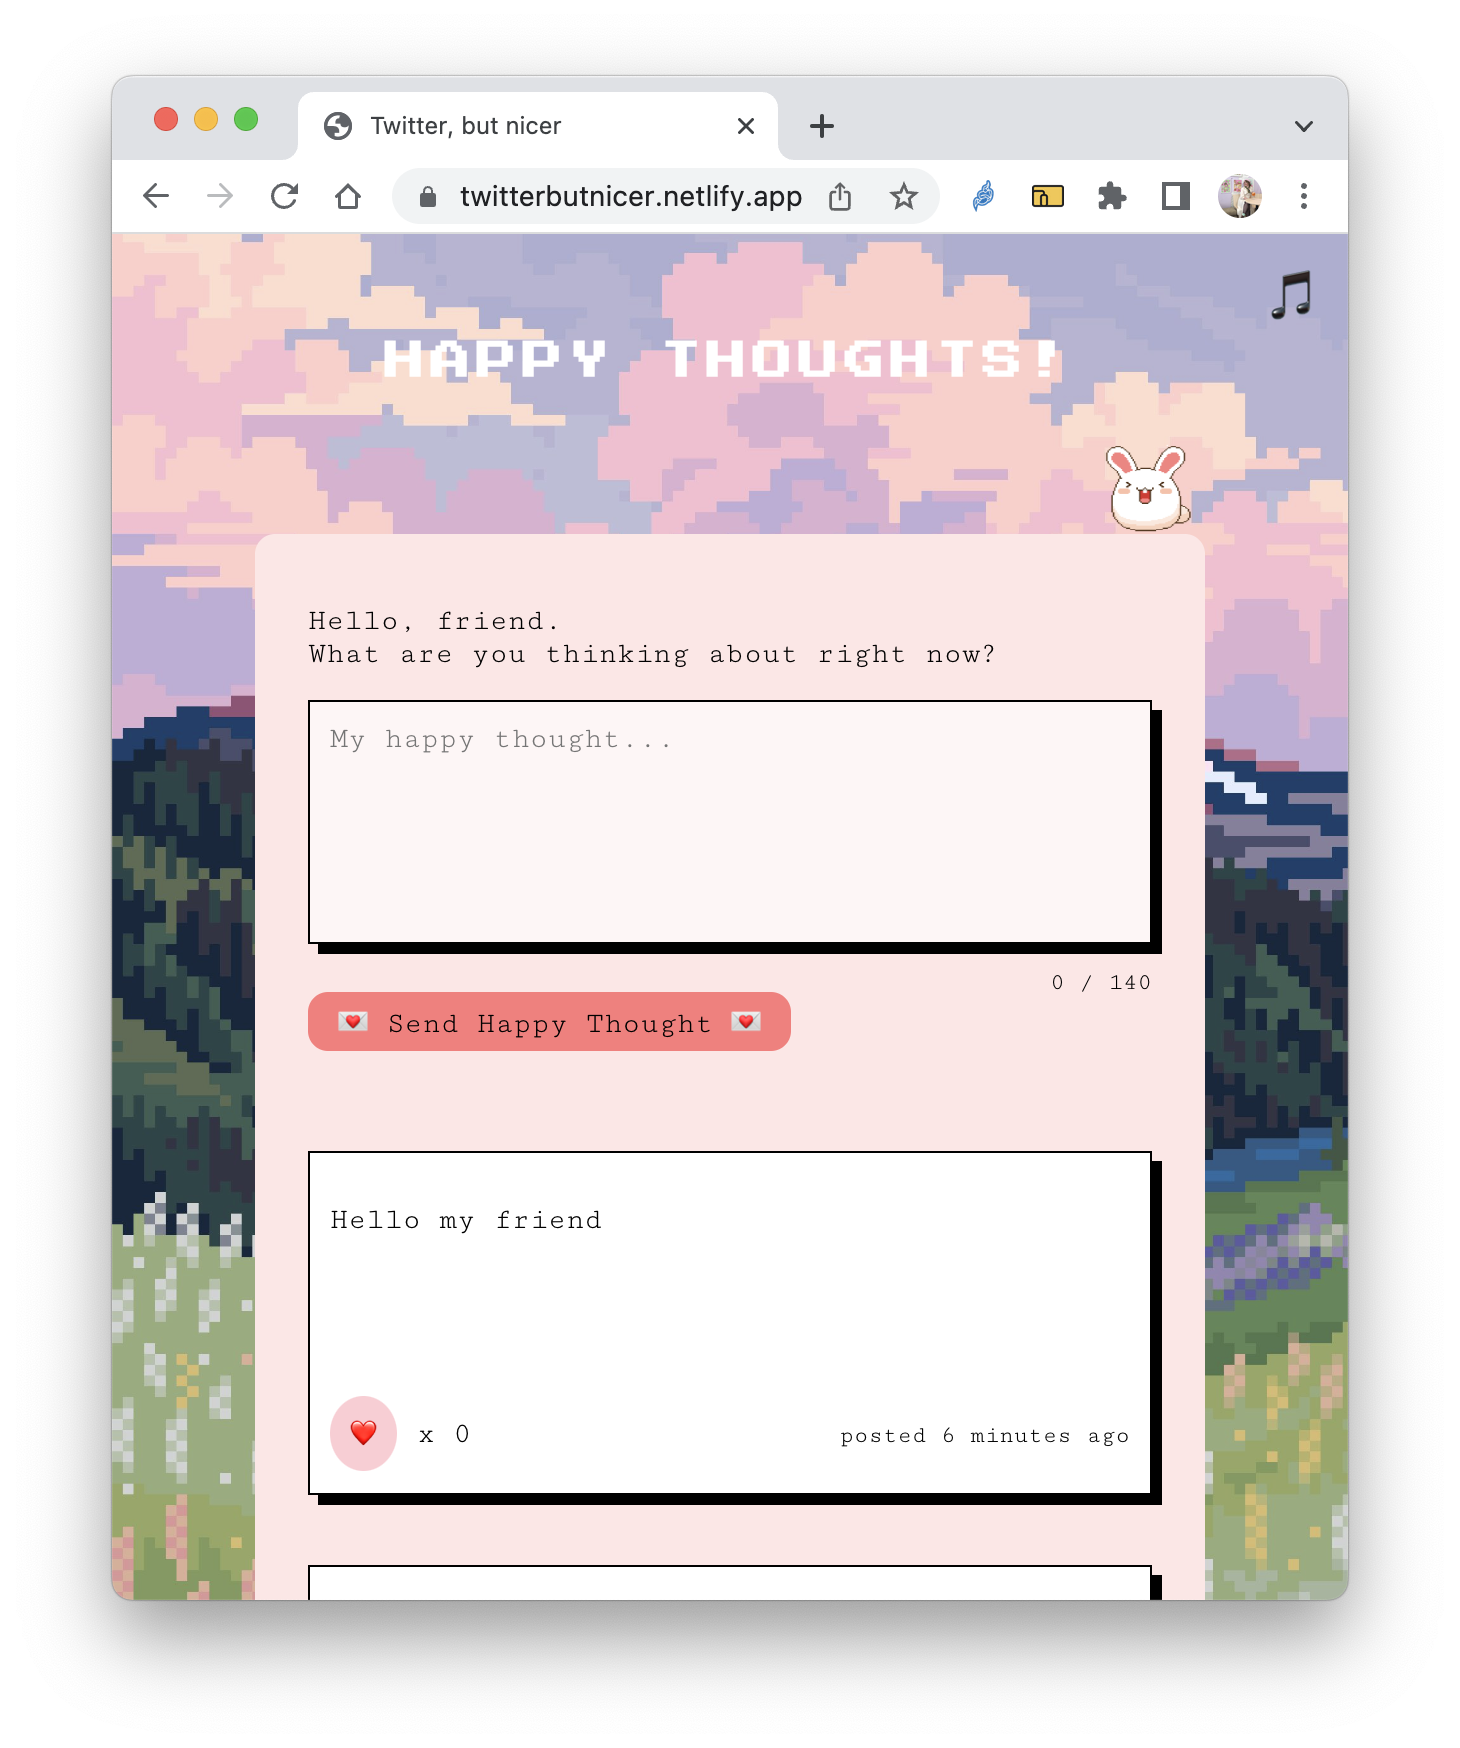 Twitter, but nicer
twitterbutnicer.netlify.app
HAPPY THOUGHTS!
Hello, friend.
What are you thinking about right now?
My happy thought...
0 / 140
💌 Send Happy Thought 💌
Hello my friend
❤️ x 0
posted 6 minutes ago